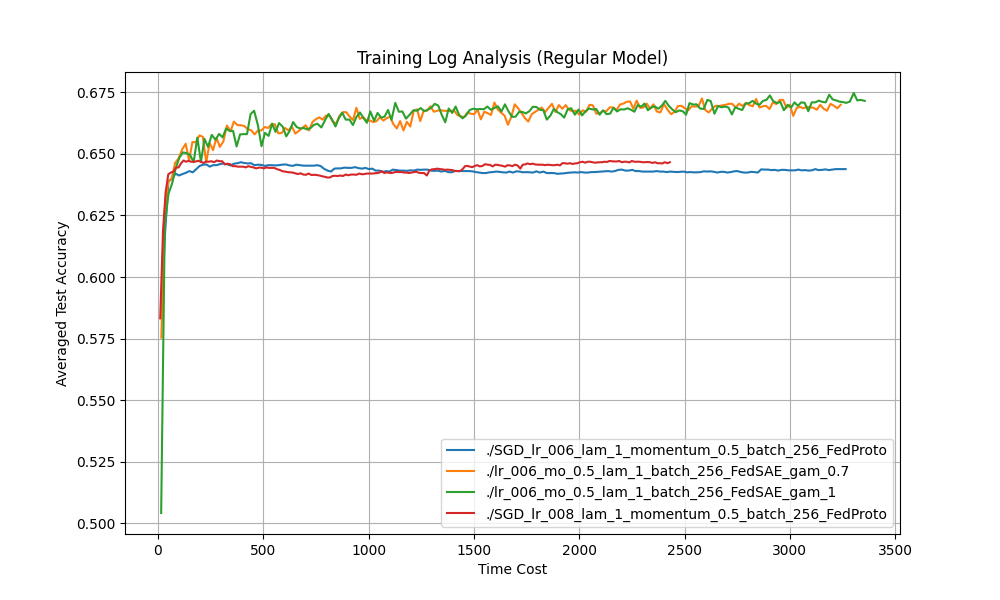 Training Log Analysis (Regular Model)
Averaged Test Accuracy
0.675
0.650
0.625
0.600
0.575
0.550
0.525
0.500
./SGD_lr_006_lam_1_momentum_0.5_batch_256_FedProto
./lr_006_mo_0.5_lam_1_batch_256_FedSAE_gam_0.7
./lr_006_mo_0.5_lam_1_batch_256_FedSAE_gam_1
./SGD_lr_008_lam_1_momentum_0.5_batch_256_FedProto
0 500 1000 1500 2000 2500 3000 3500
Time Cost